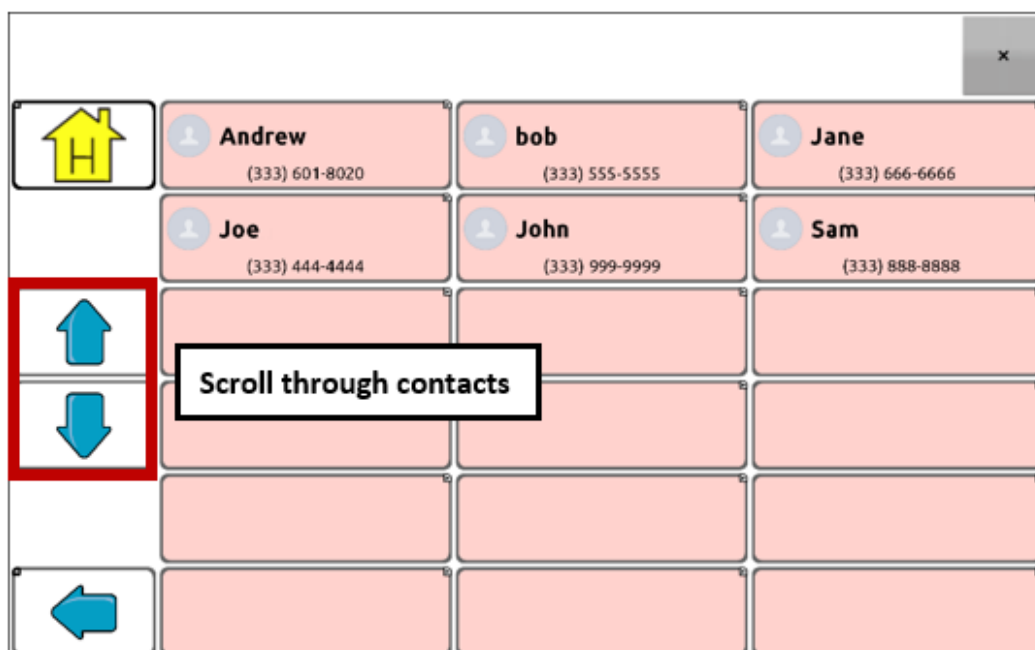 ×
H
Andrew
(333) 601-8020
bob
(333) 555-5555
Jane
(333) 666-6666
Joe
(333) 444-4444
John
(333) 999-9999
Sam
(333) 888-8888
Scroll through contacts